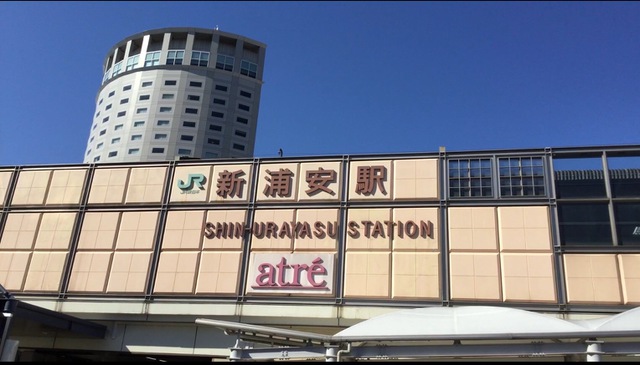 JR 新浦安駅
SHIN-URAYASU STATION
atré